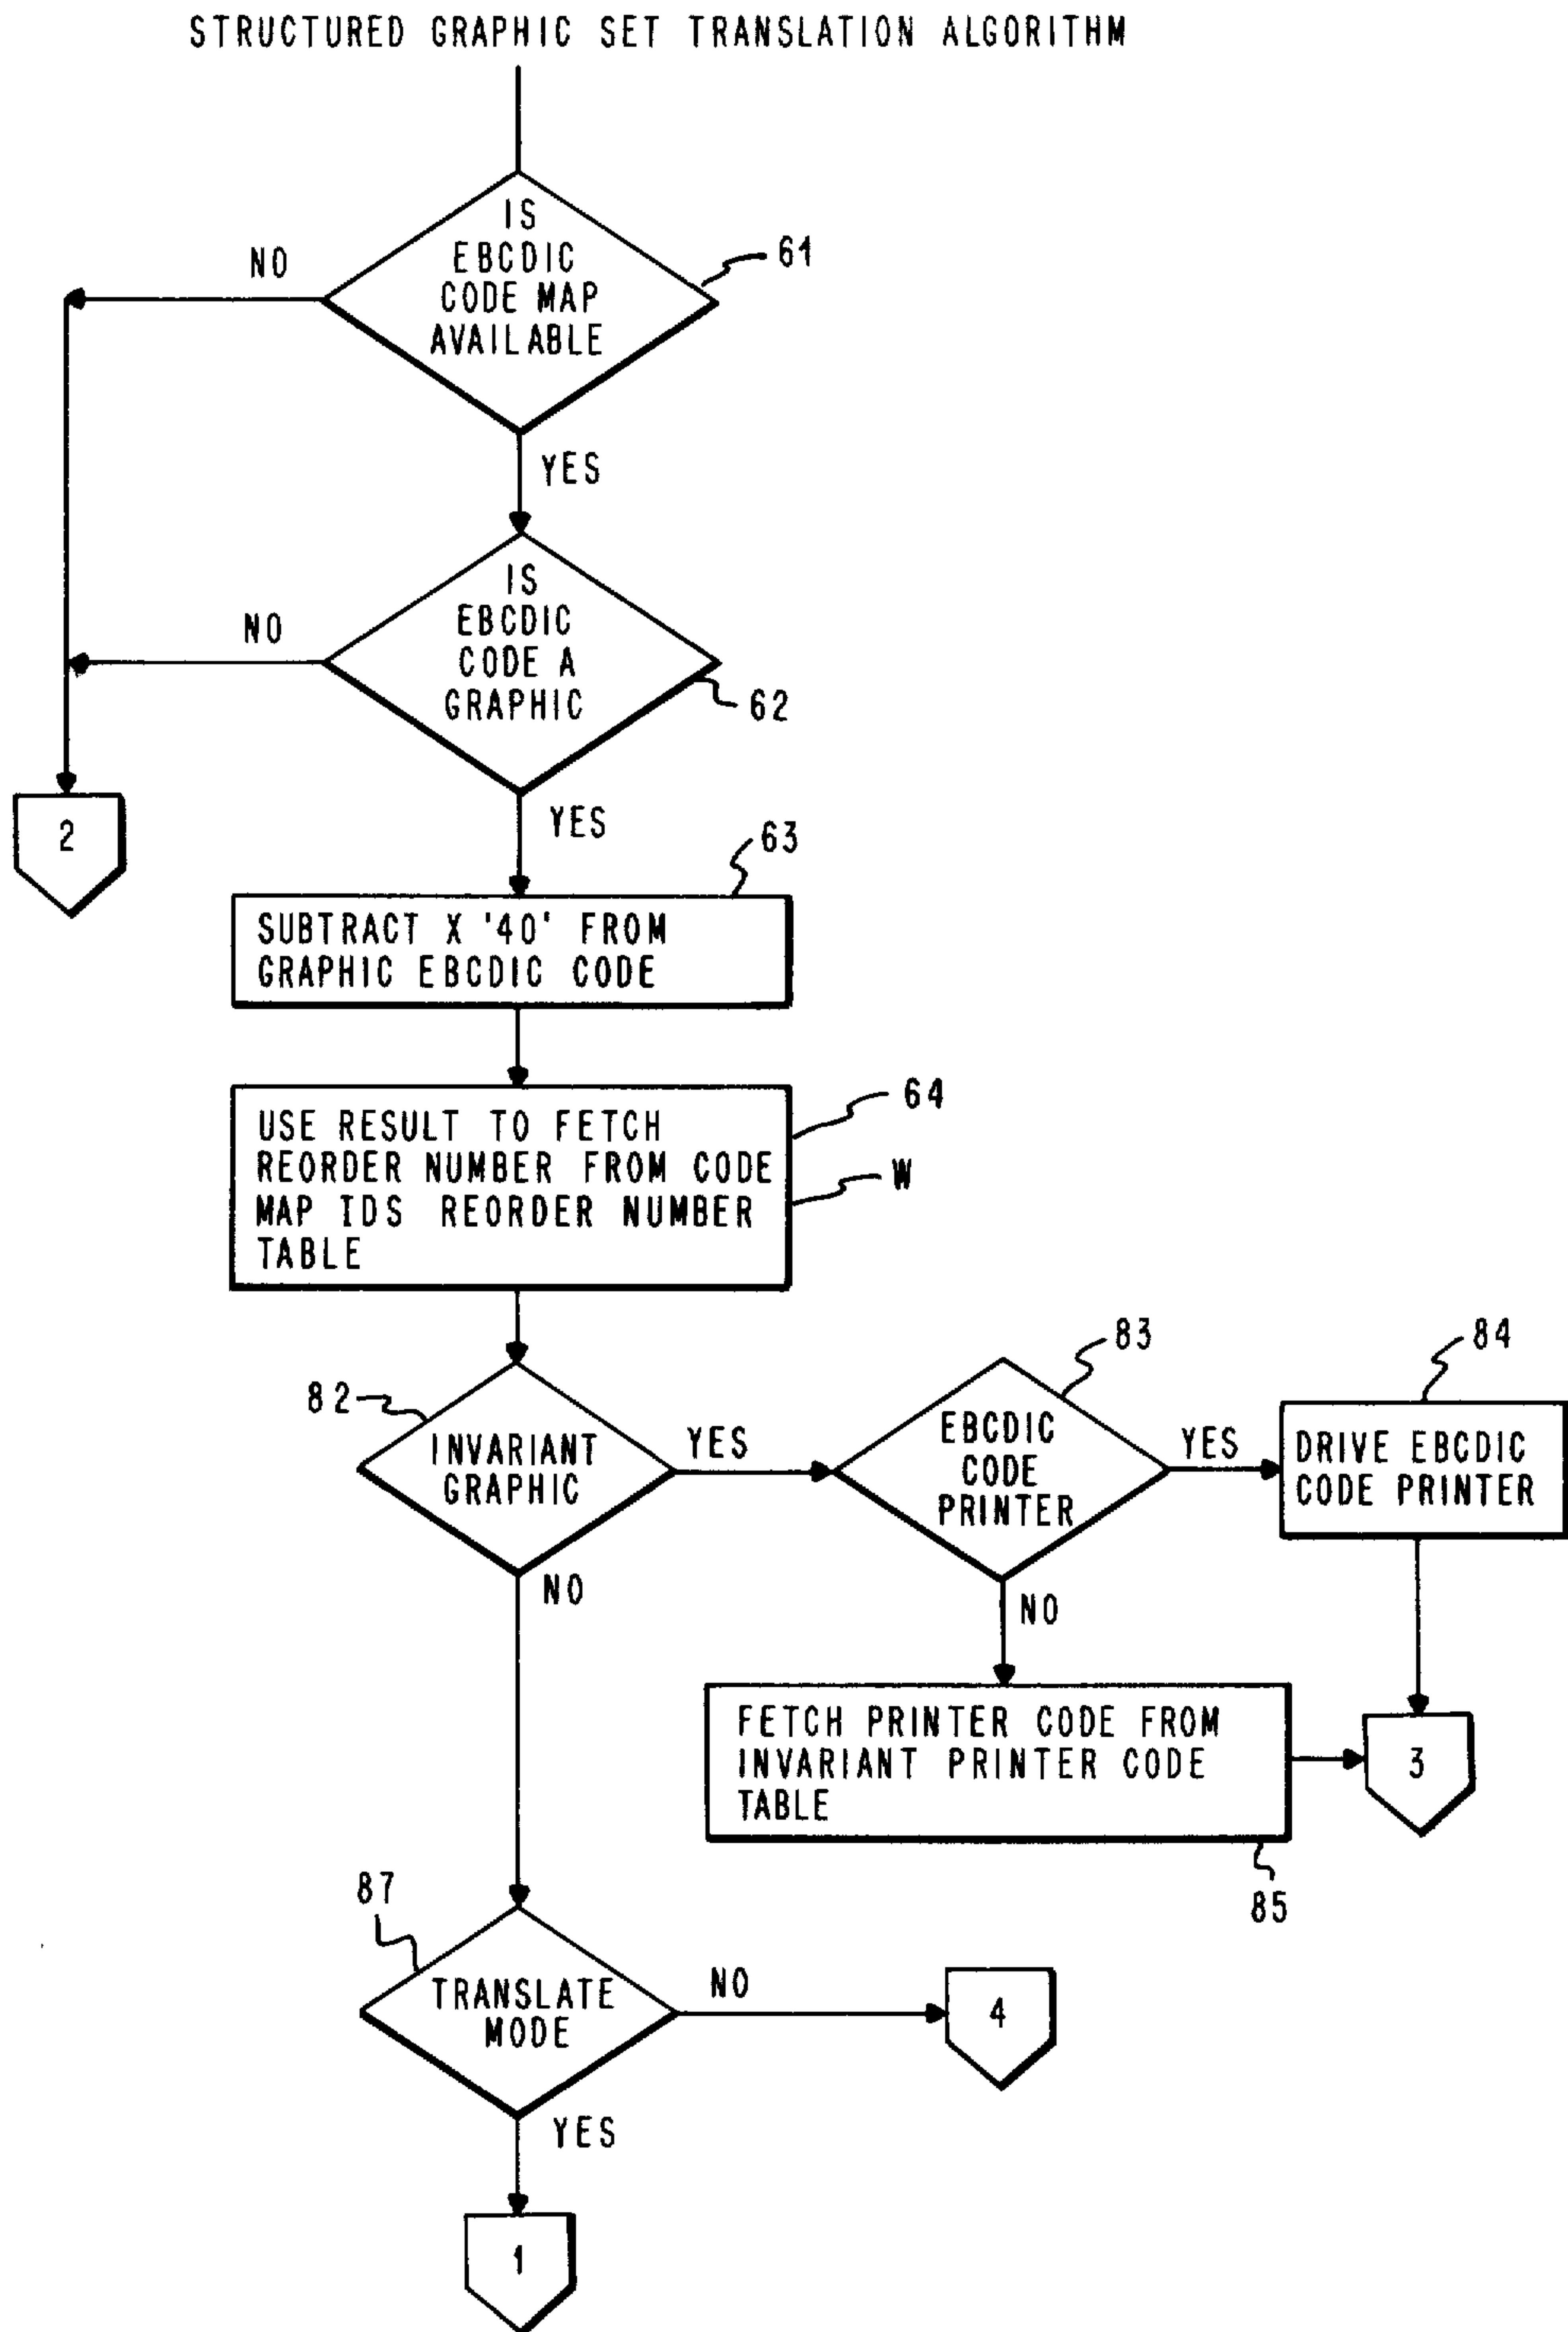 STRUCTURED GRAPHIC SET TRANSLATION ALGORITHM
IS
EBCDIC
CODE MAP
AVAILABLE
61
NO
YES
IS
EBCDIC
CODE A
GRAPHIC
62
NO
YES
2
63
SUBTRACT X '40' FROM
GRAPHIC EBCDIC CODE
64
USE RESULT TO FETCH
REORDER NUMBER FROM CODE
MAP IDS REORDER NUMBER
TABLE
W
82
INVARIANT
GRAPHIC
YES
NO
83
EBCDIC
CODE
PRINTER
YES
NO
84
DRIVE EBCDIC
CODE PRINTER
FETCH PRINTER CODE FROM
INVARIANT PRINTER CODE
TABLE
85
3
87
TRANSLATE
MODE
NO
4
YES
1